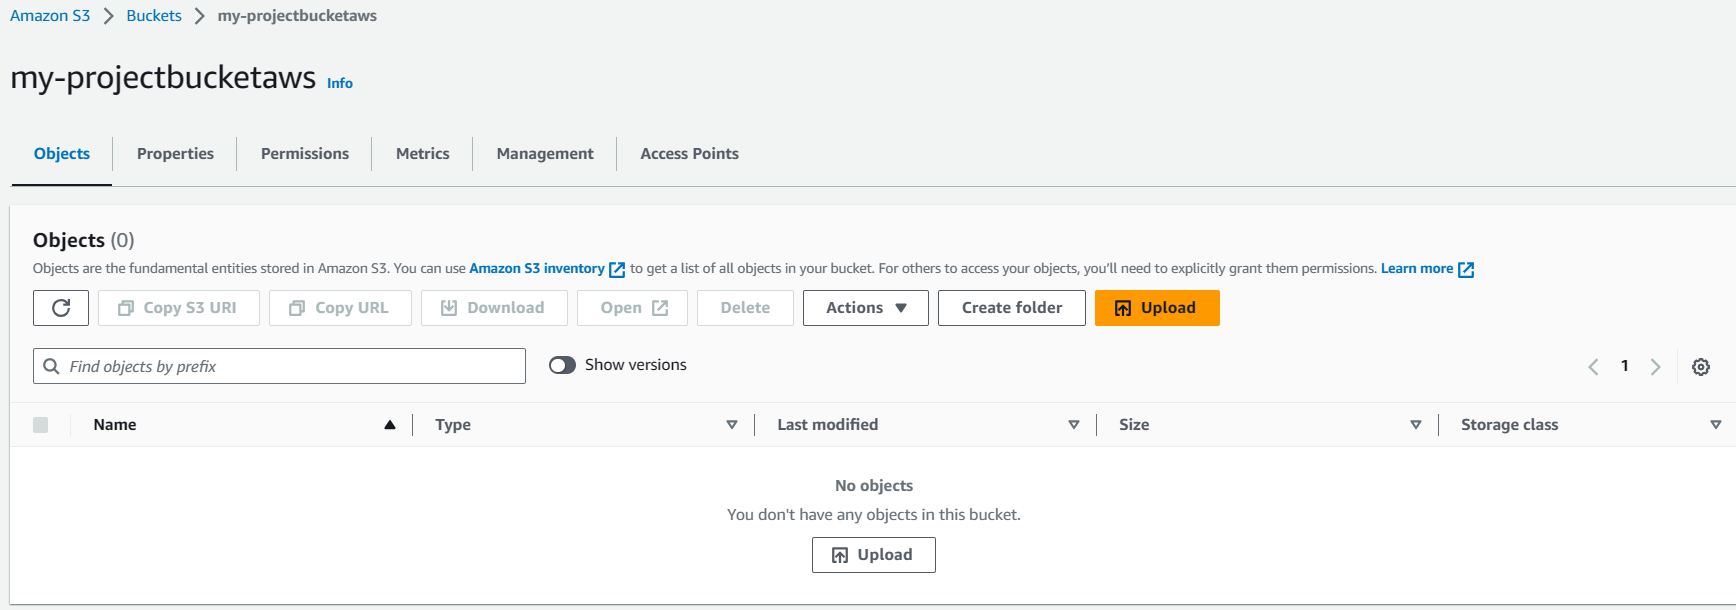 Amazon S3 > Buckets > my-projectbucketaws
my-projectbucketaws Info
Objects Properties Permissions Metrics Management Access Points
Objects (0)
Objects are the fundamental entities stored in Amazon S3. You can use Amazon S3 inventory to get a list of all objects in your bucket. For others to access your objects, you'll need to explicitly grant them permissions. Learn more
Copy S3 URI Copy URL Download Open Delete Actions Create folder Upload
Find objects by prefix Show versions 1
Name Type Last modified Size Storage class
No objects
You don't have any objects in this bucket.
Upload